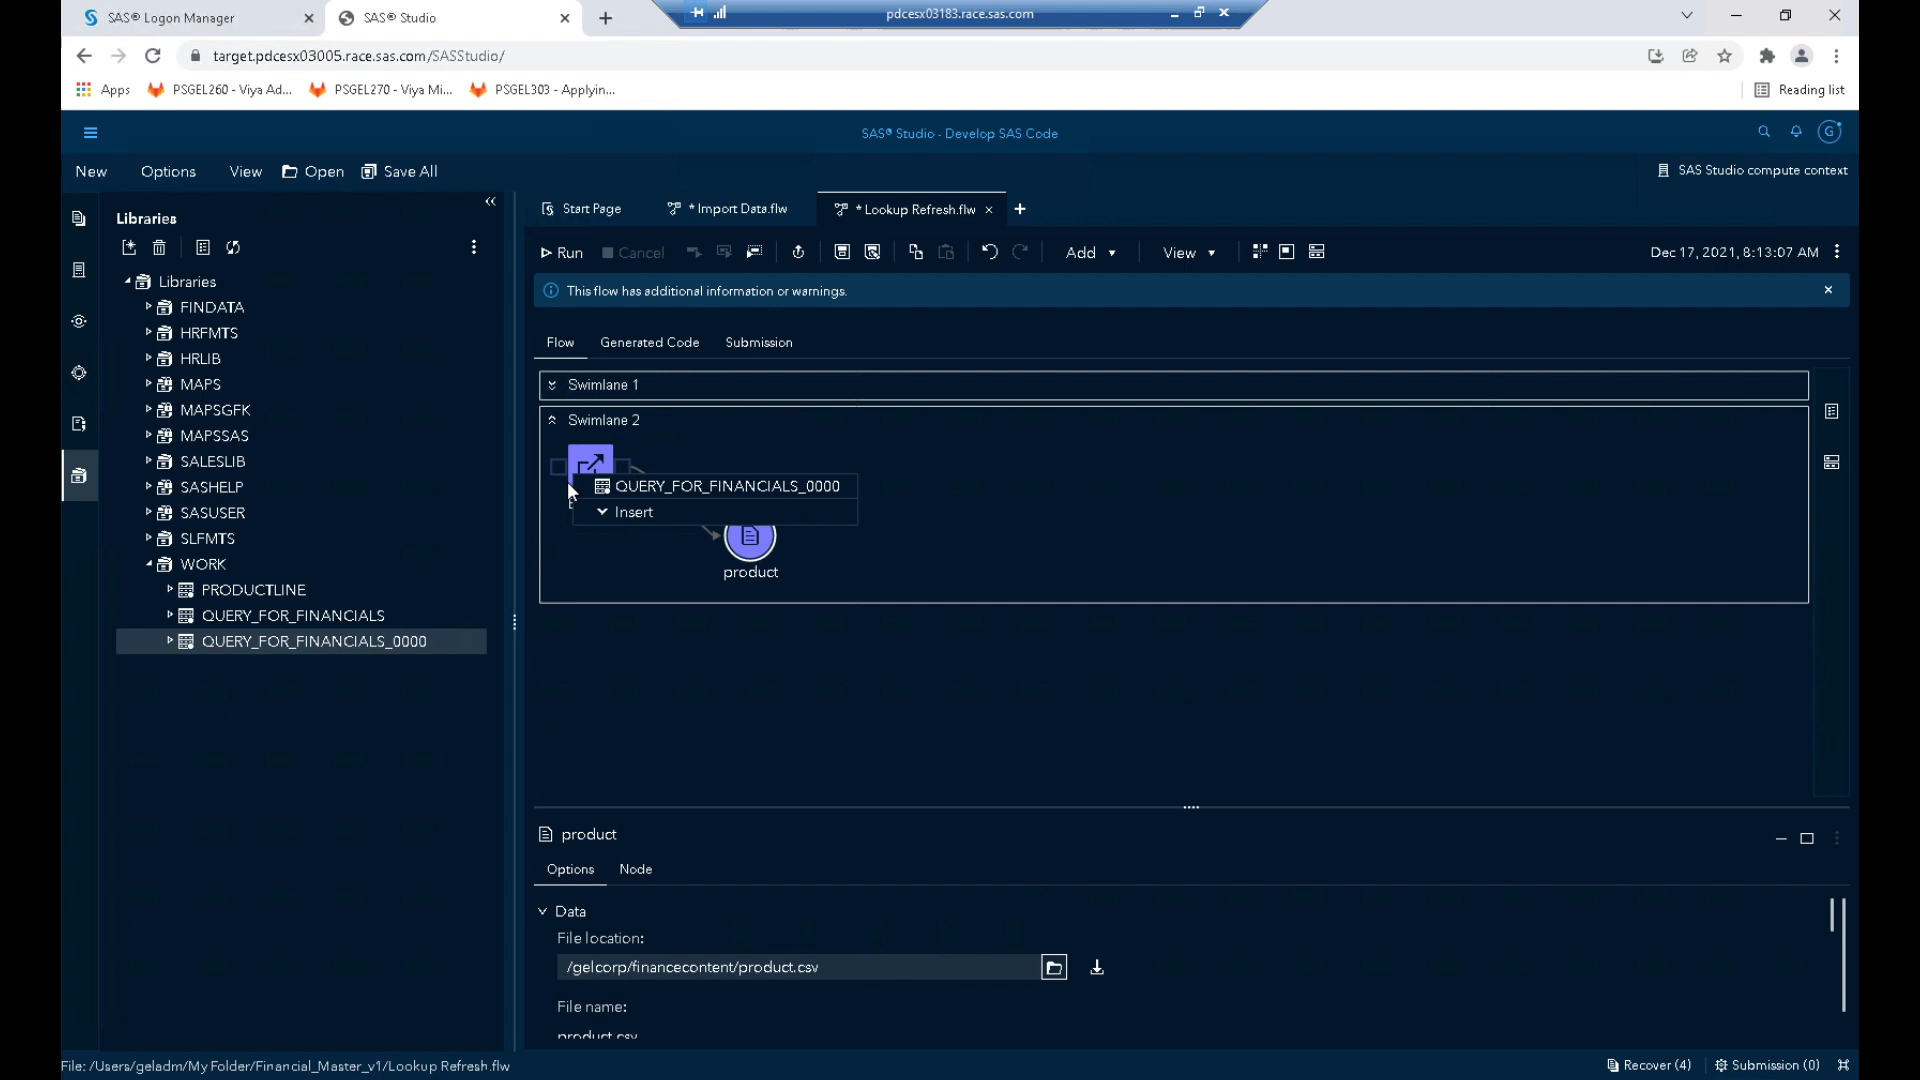 SAS® Logon Manager
SAS® Studio
pdcesx03183.race.sas.com
target.pdcesx03005.race.sas.com/SASStudio/
Apps
PSGEL260 - Viya Ad...
PSGEL270 - Viya Mi...
PSGEL303 - Applyin...
Reading list
SAS® Studio - Develop SAS Code
G
New
Options
View
Open
Save All
SAS Studio compute context
Libraries
Start Page
* Import Data.flw
* Lookup Refresh.flw
Run
Cancel
Add
View
Dec 17, 2021, 8:13:07 AM
This flow has additional information or warnings.
Flow
Generated Code
Submission
Libraries
FINDATA
HRFMTS
HRLIB
MAPS
MAPSGFK
MAPSSAS
SALESLIB
SASHELP
SASUSER
SLFMTS
WORK
PRODUCTLINE
QUERY_FOR_FINANCIALS
QUERY_FOR_FINANCIALS_0000
Swimlane 1
Swimlane 2
QUERY_FOR_FINANCIALS_0000
Insert
product
product
Options
Node
Data
File location:
/gelcorp/financecontent/product.csv
File name:
product.csv
File: /Users/geladm/My Folder/Financial_Master_v1/Lookup Refresh.flw
Recover (4)
Submission (0)